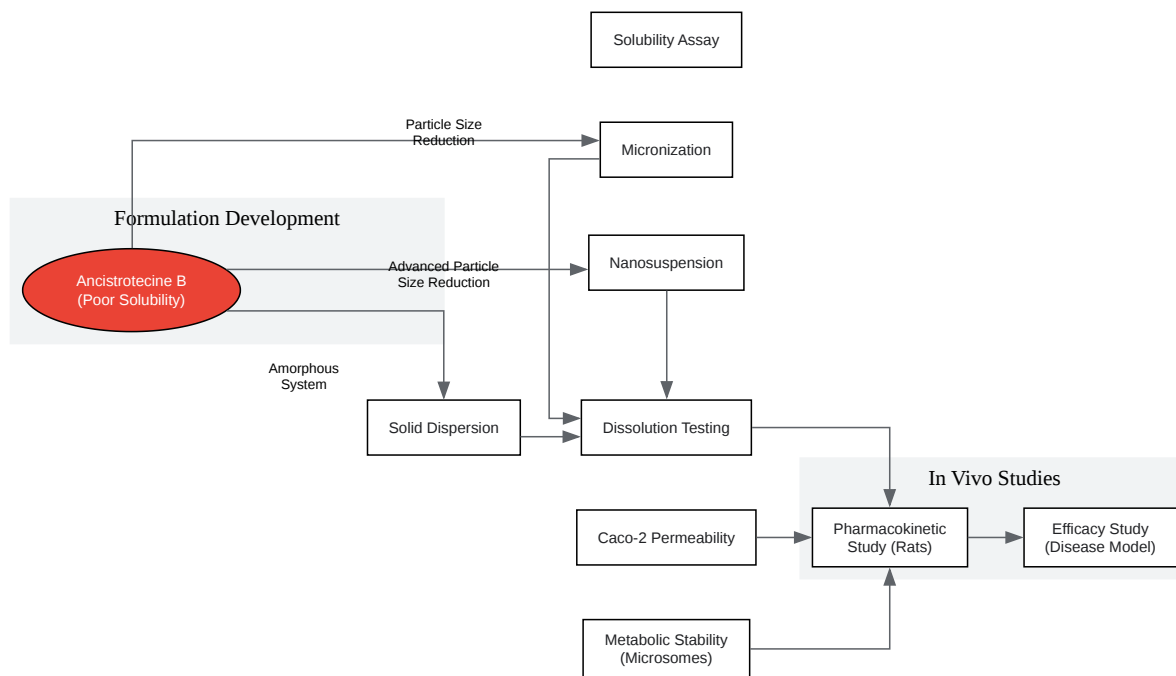 Solubility Assay
Particle Size
Reduction
Micronization
Formulation Development
Ancistrotecine B
(Poor Solubility)
Advanced Particle
Size Reduction
Nanosuspension
Amorphous
System
Solid Dispersion
Dissolution Testing
In Vivo Studies
Caco-2 Permeability
Pharmacokinetic
Study (Rats)
Efficacy Study
(Disease Model)
Metabolic Stability
(Microsomes)